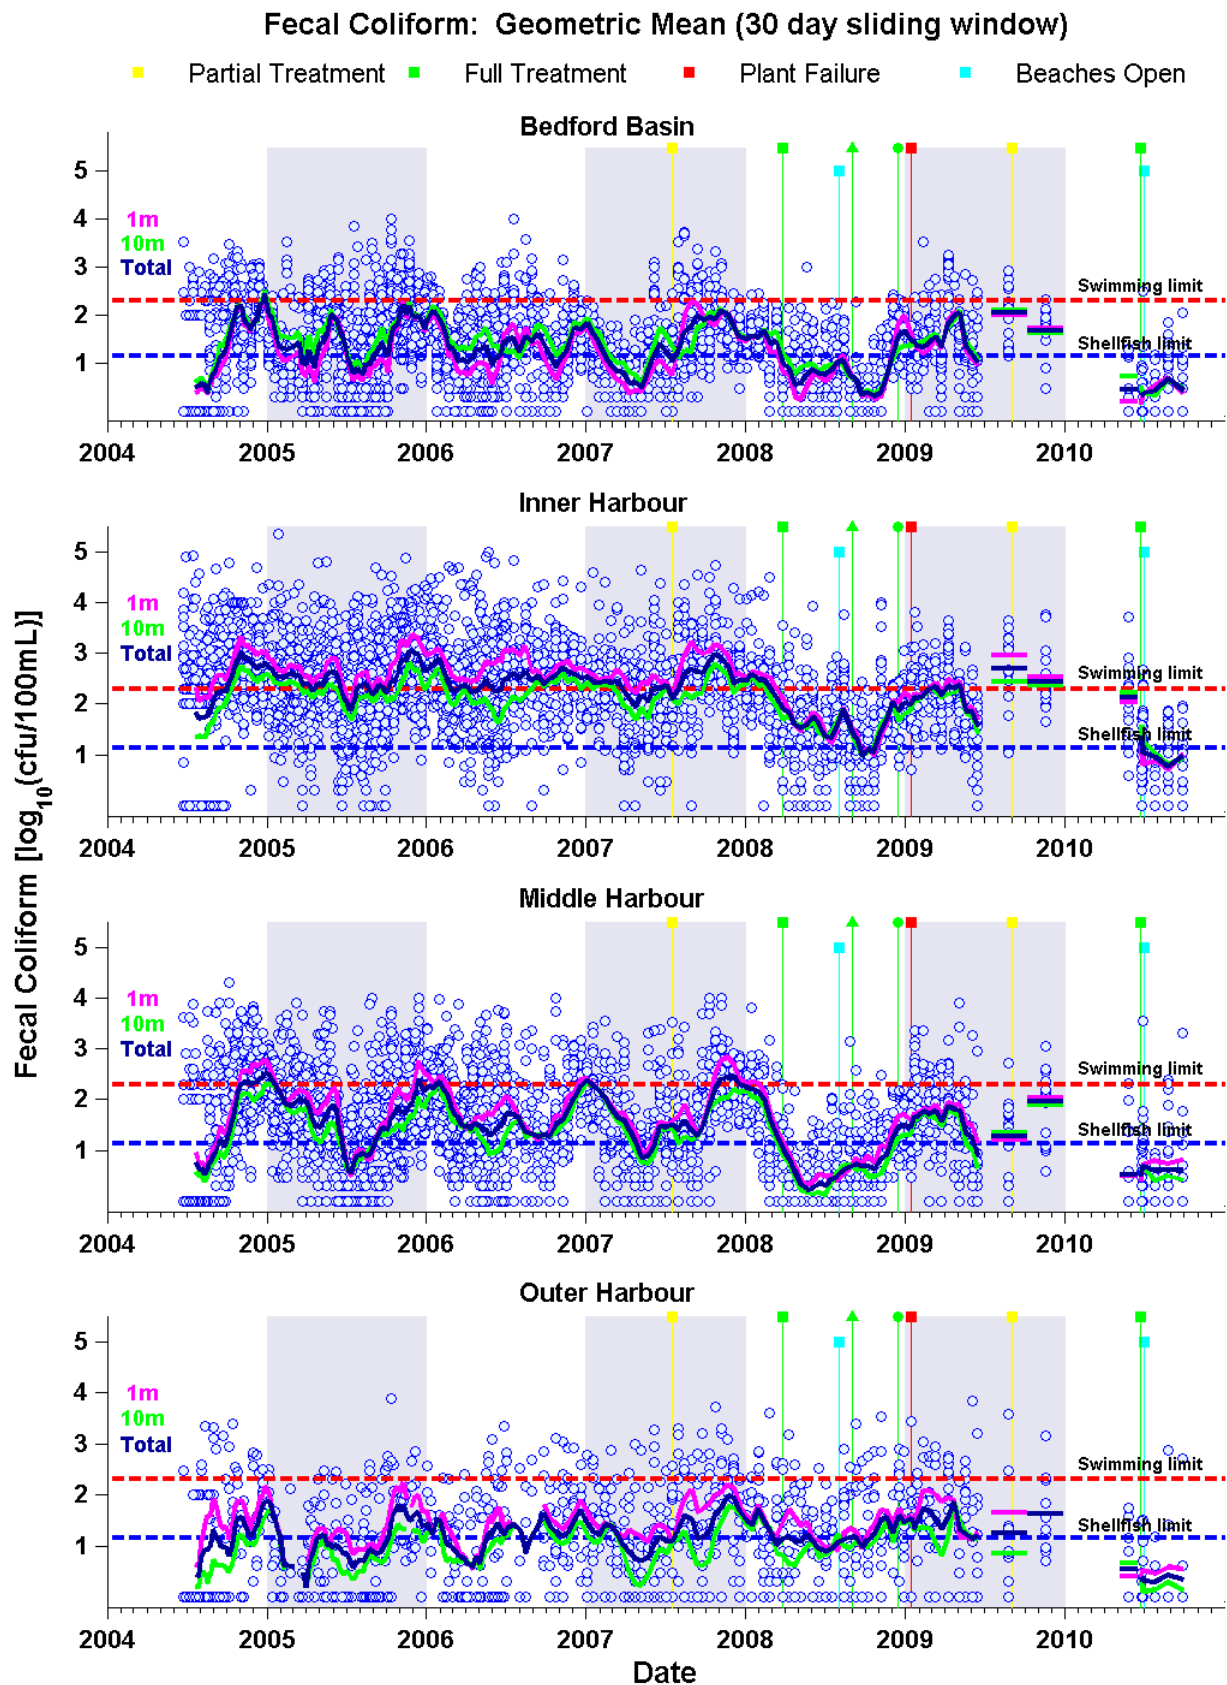 Fecal Coliform:  Geometric Mean (30 day sliding window)
Partial Treatment Full Treatment Plant Failure Beaches Open
Fecal Coliform [log10(cfu/100mL)]
Bedford Basin
5
4
3
2
1
1m
10m
Total
Swimming limit
Shellfish limit
2004 2005 2006 2007 2008 2009 2010
Inner Harbour
5
4
3
2
1
1m
10m
Total
Swimming limit
Shellfish limit
2004 2005 2006 2007 2008 2009 2010
Middle Harbour
5
4
3
2
1
1m
10m
Total
Swimming limit
Shellfish limit
2004 2005 2006 2007 2008 2009 2010
Outer Harbour
5
4
3
2
1
1m
10m
Total
Swimming limit
Shellfish limit
2004 2005 2006 2007 2008 2009 2010
Date